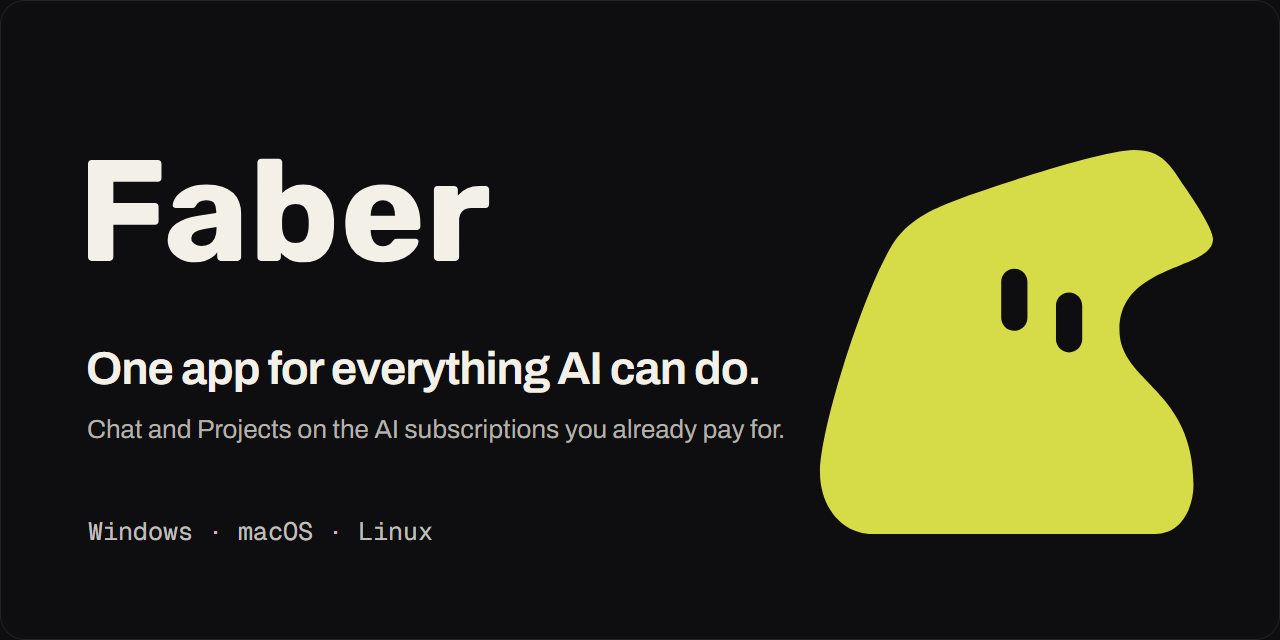 Faber
One app for everything AI can do.
Chat and Projects on the AI subscriptions you already pay for.
Windows · macOS · Linux